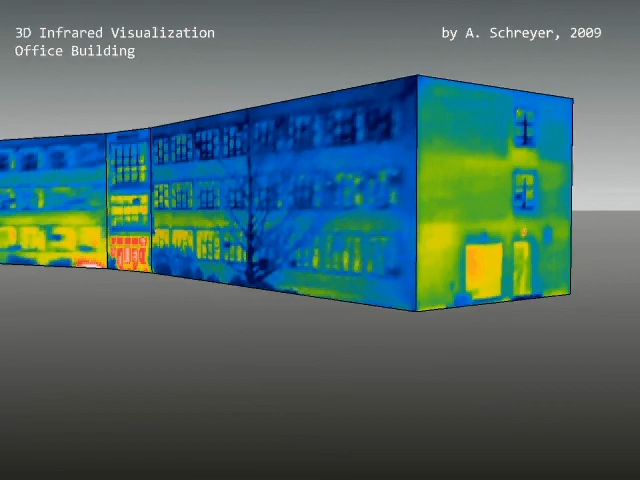 3D Infrared Visualization
Office Building
by A. Schreyer, 2009